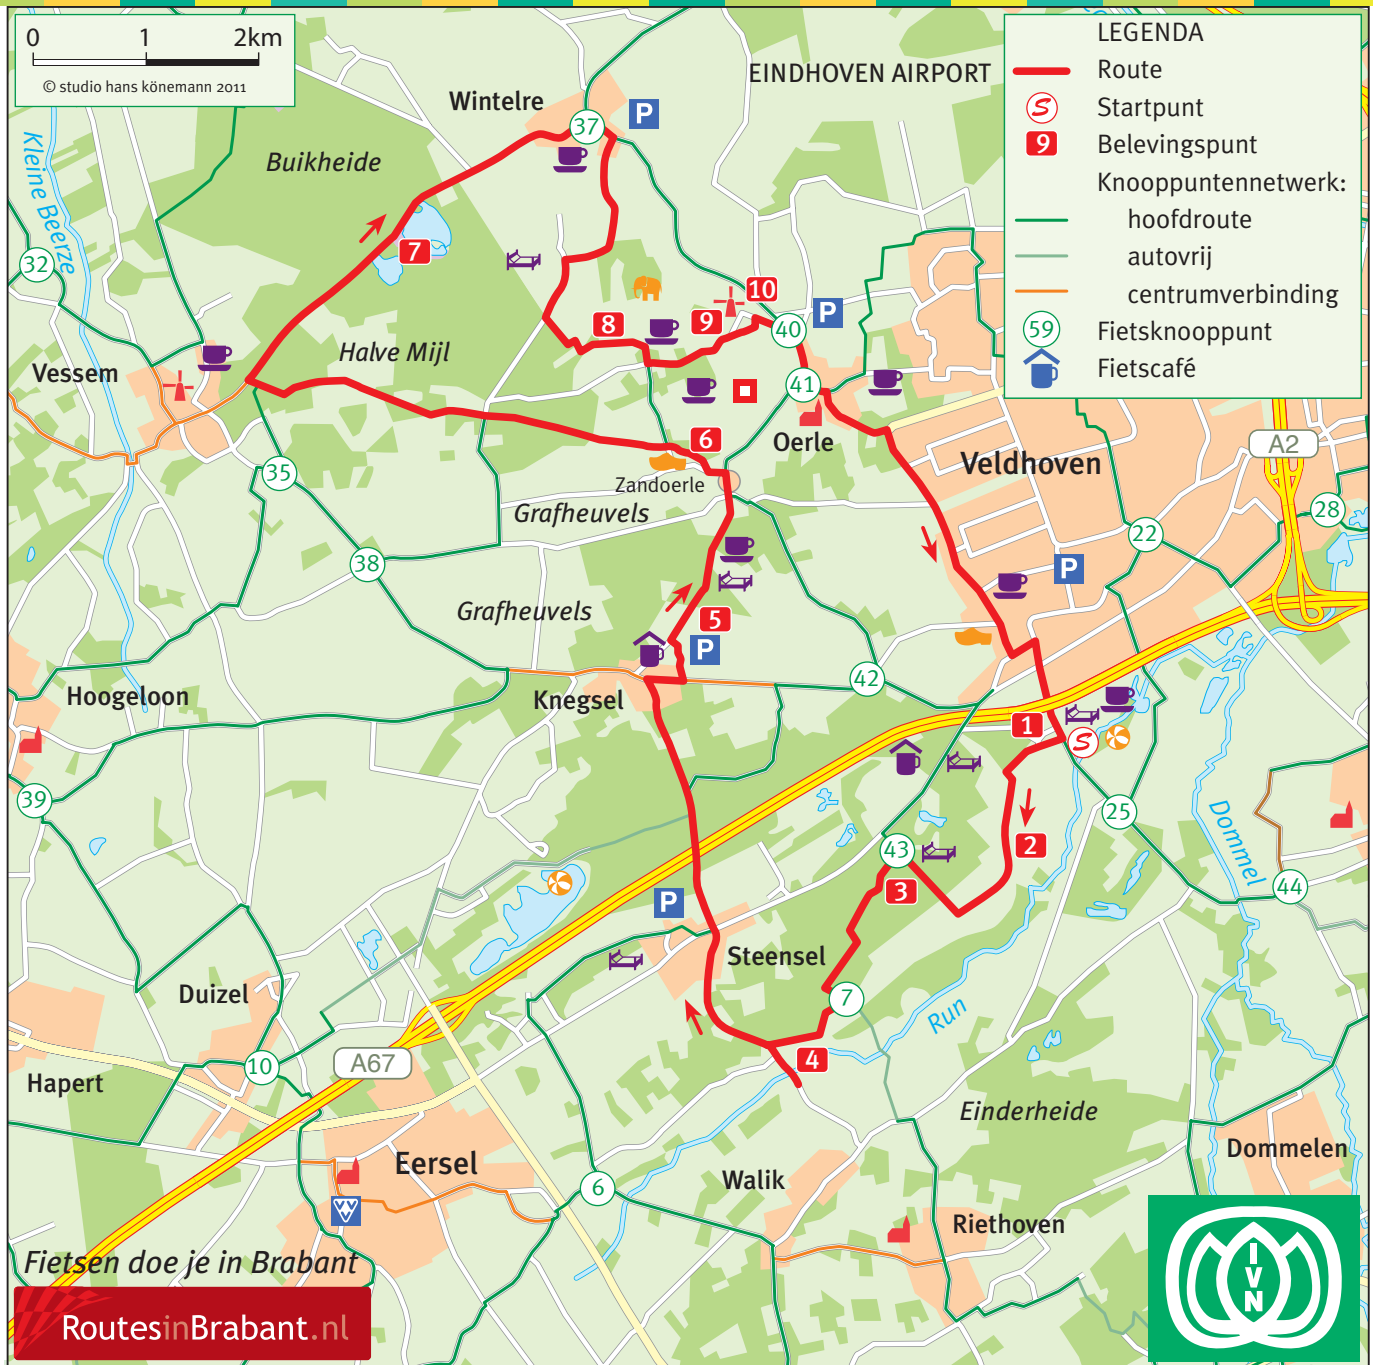 0 1 2km
© studio hans könemann 2011
EINDHOVEN AIRPORT
LEGENDA
Route
S Startpunt
9 Belevingspunt
Knooppuntennetwerk:
hoofdroute
autovrij
centrumverbinding
59 Fietsknooppunt
Fietscafé
Wintelre
37
P
Buikheide
Kleine Beerze
32
7
10
8
9
40
P
Halve Mijl
Vessem
41
Oerle
6
Zandoerle
Grafheuvels
35
Veldhoven
A2
28
22
38
P
Grafheuvels
5
P
Knegsel
42
Hoogeloon
1
S
39
25
2
Dommel
43
3
44
P
Steensel
7
Duizel
Run
10
A67
4
Hapert
Einderheide
Eersel
Dommelen
Walik
6
VVV
Riethoven
Fietsen doe je in Brabant
RoutesinBrabant.nl
IVN